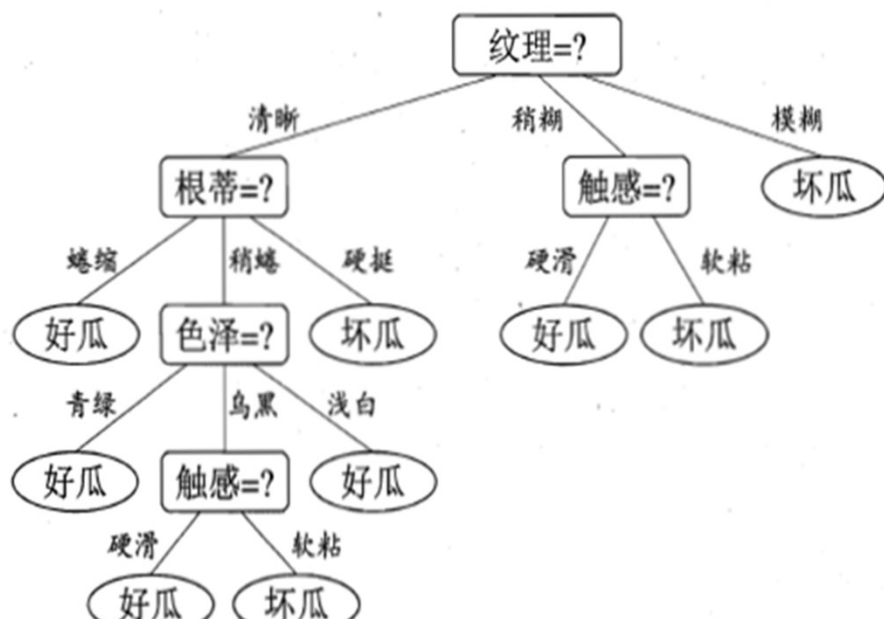 纹理=?
清晰 稍糊 模糊
根蒂=? 触感=? 坏瓜
蜷缩 稍蜷 硬挺 硬滑 软粘
好瓜 色泽=? 坏瓜 好瓜 坏瓜
青绿 乌黑 浅白
好瓜 触感=? 好瓜
硬滑 软粘
好瓜 坏瓜